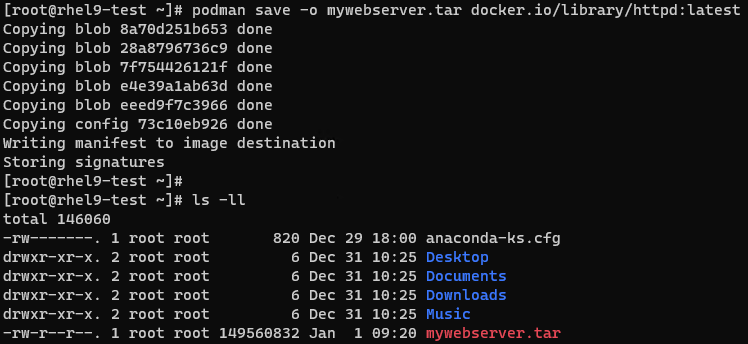 [root@rhel9-test ~]# podman save -o mywebserver.tar docker.io/library/httpd:latest
Copying blob 8a70d251b653 done
Copying blob 28a8796736c9 done
Copying blob 7f754426121f done
Copying blob e4e39a1ab63d done
Copying blob eeed9f7c3966 done
Copying config 73c10eb926 done
Writing manifest to image destination
Storing signatures
[root@rhel9-test ~]#
[root@rhel9-test ~]# ls -ll
total 146060
-rw-------. 1 root root       820 Dec 29 18:00 anaconda-ks.cfg
drwxr-xr-x. 2 root root         6 Dec 31 10:25 Desktop
drwxr-xr-x. 2 root root         6 Dec 31 10:25 Documents
drwxr-xr-x. 2 root root         6 Dec 31 10:25 Downloads
drwxr-xr-x. 2 root root         6 Dec 31 10:25 Music
-rw-r--r--. 1 root root 149560832 Jan  1 09:20 mywebserver.tar